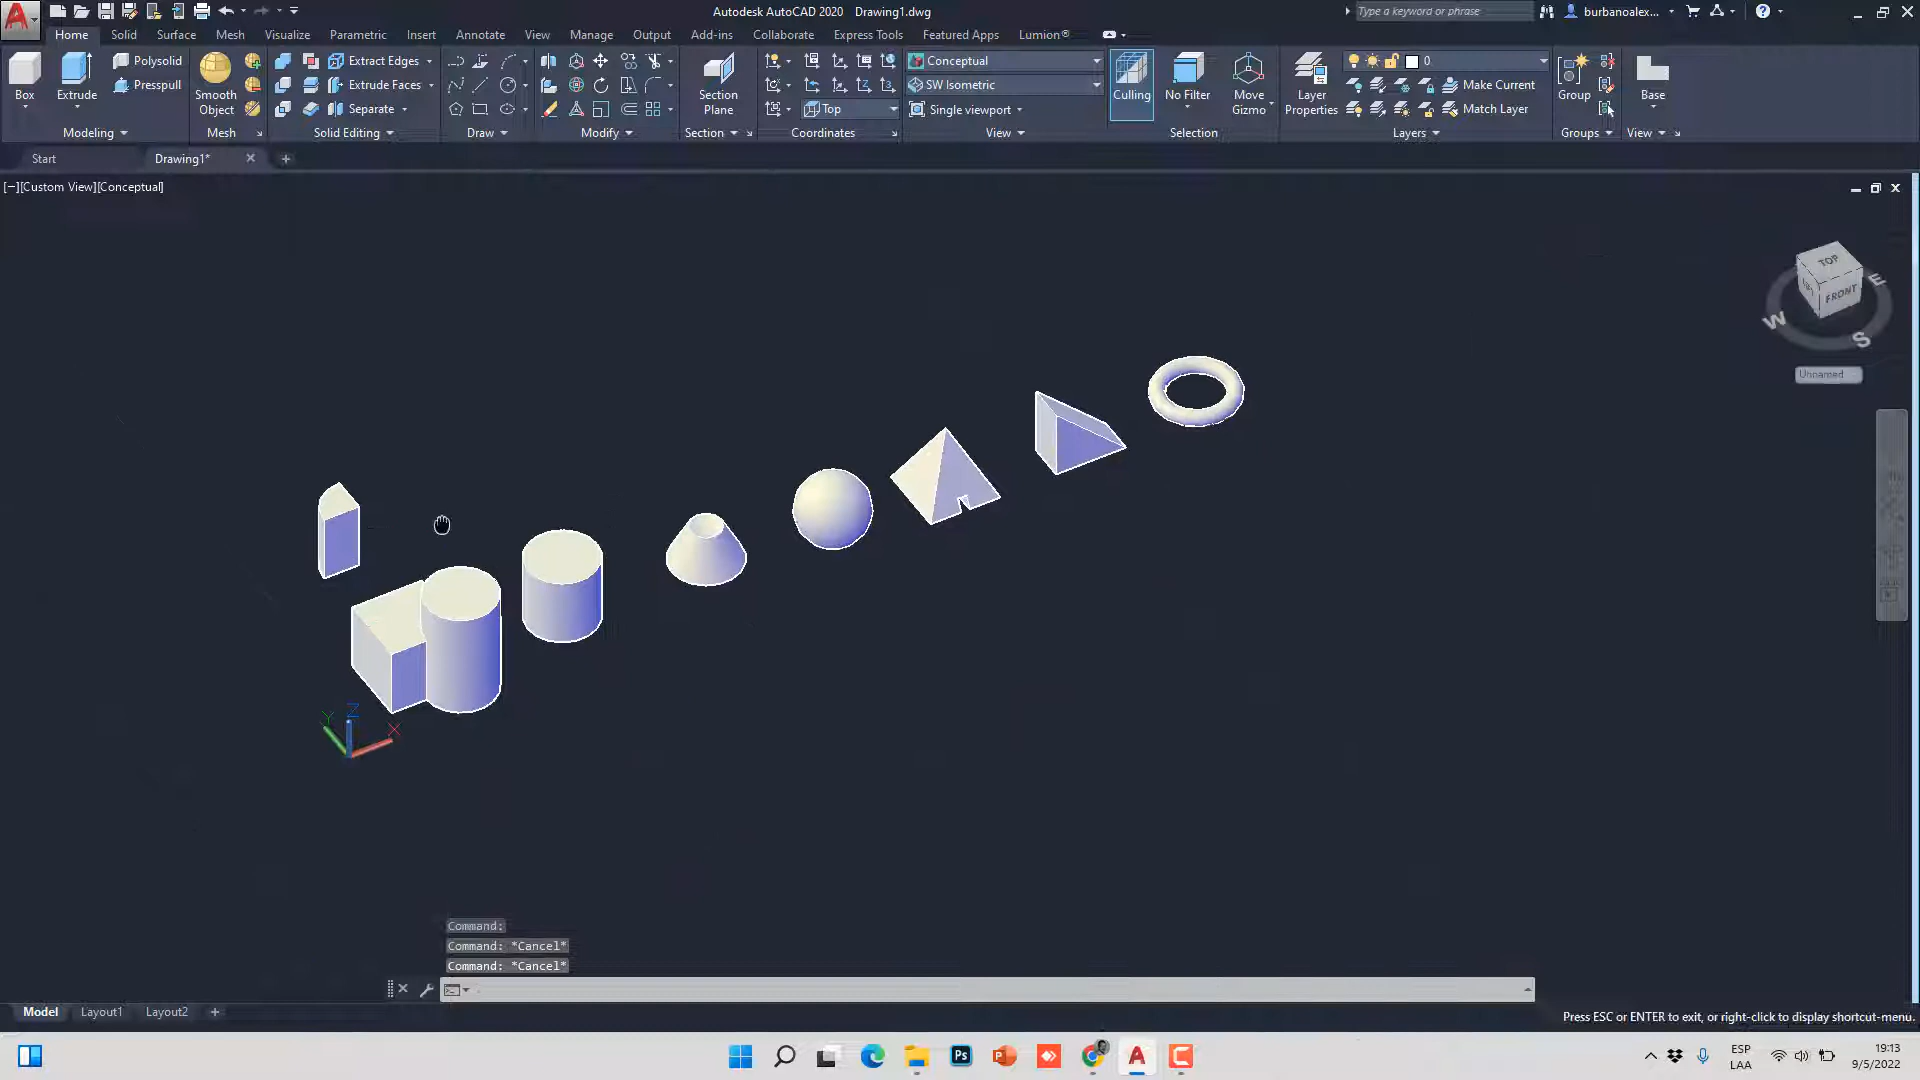 Autodesk AutoCAD 2020 Drawing1.dwg
Type a keyword or phrase
burbanoalex...
Home Solid Surface Mesh Visualize Parametric Insert Annotate View Manage Output Add-ins Collaborate Express Tools Featured Apps Lumion®
Box
Extrude
Polysolid
Presspull
Modeling
Smooth Object
Mesh
Extract Edges
Extrude Faces
Separate
Solid Editing
Draw
Modify
Section Plane
Section
Top
Coordinates
Conceptual
SW Isometric
Single viewport
View
Culling
No Filter
Move Gizmo
Selection
Layer Properties
0
Make Current
Match Layer
Layers
Group
Groups
Base
View
Start
Drawing1*
[−][Custom View][Conceptual]
TOP
FRONT
W
S
E
Unnamed
Y
Z
X
Command:
Command: *Cancel*
Command: *Cancel*
Model Layout1 Layout2
Press ESC or ENTER to exit, or right-click to display shortcut-menu.
Ps
ESP
LAA
19:13
9/5/2022